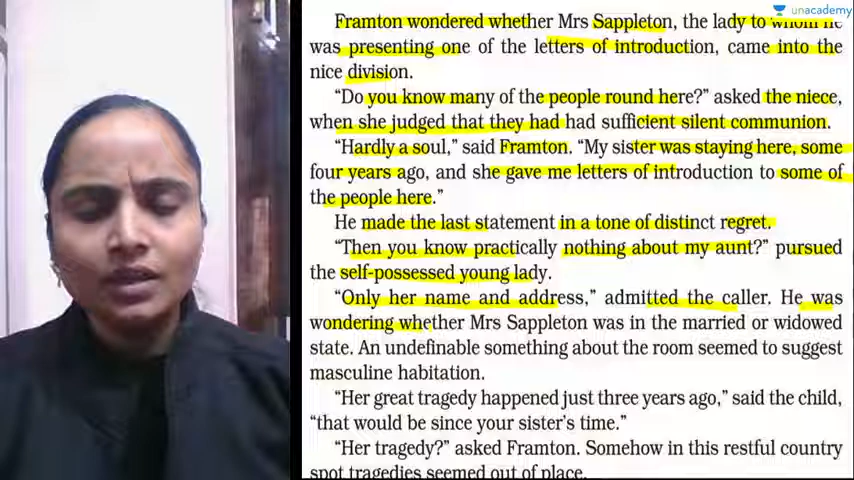 unacademy
Framton wondered whether Mrs Sappleton, the lady to whom he
was presenting one of the letters of introduction, came into the
nice division.
“Do you know many of the people round here?” asked the niece,
when she judged that they had had sufficient silent communion.
“Hardly a soul,” said Framton. “My sister was staying here, some
four years ago, and she gave me letters of introduction to some of
the people here.”
He made the last statement in a tone of distinct regret.
“Then you know practically nothing about my aunt?” pursued
the self-possessed young lady.
“Only her name and address,” admitted the caller. He was
wondering whether Mrs Sappleton was in the married or widowed
state. An undefinable something about the room seemed to suggest
masculine habitation.
“Her great tragedy happened just three years ago,” said the child,
“that would be since your sister’s time.”
“Her tragedy?” asked Framton. Somehow in this restful country
spot tragedies seemed out of place.